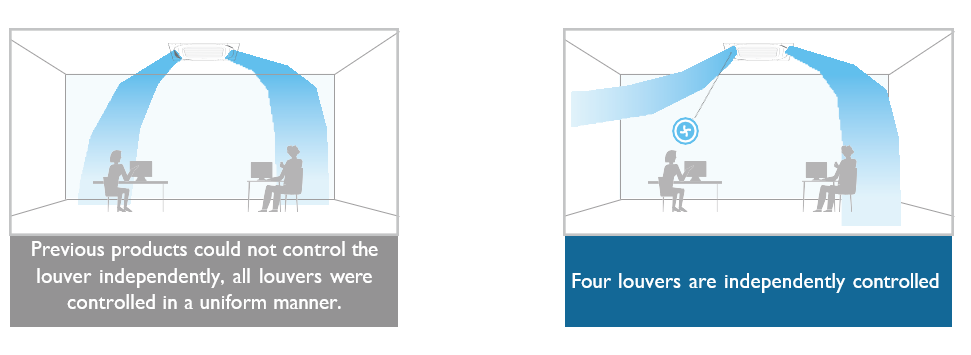 Previous products could not control the
louver independently, all louvers were
controlled in a uniform manner.
Four louvers are independently controlled